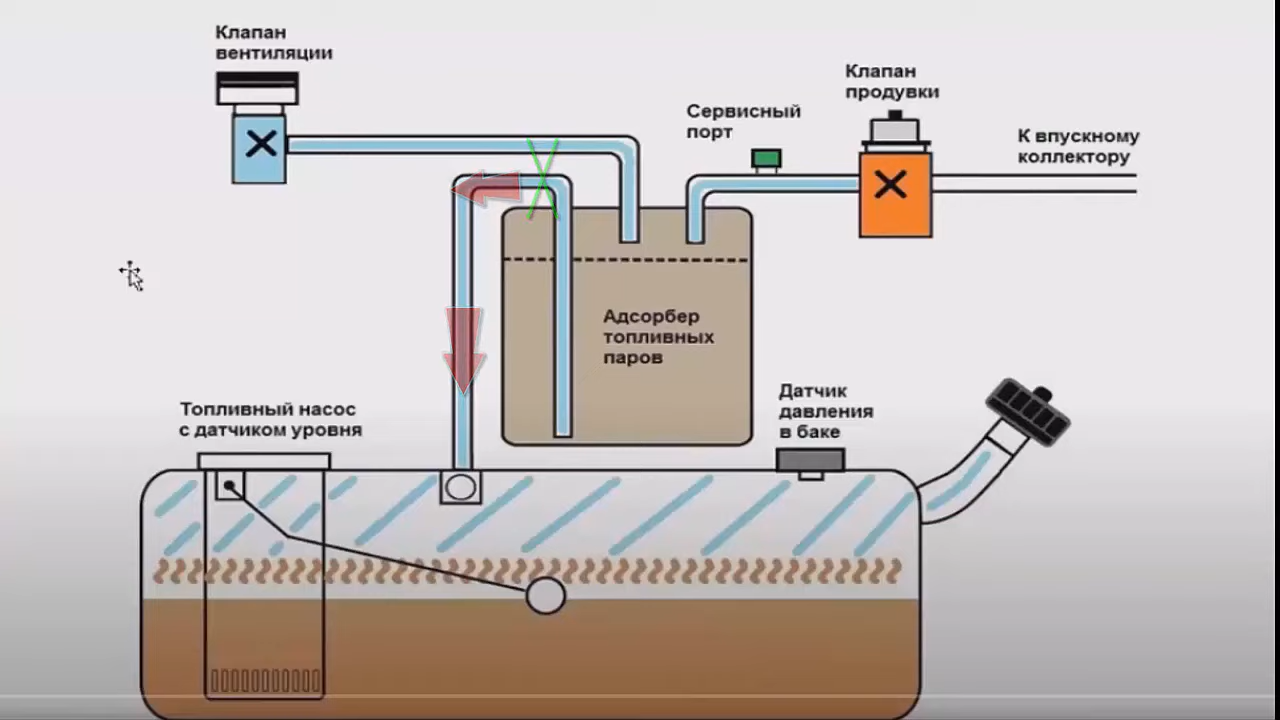 Клапан
вентиляции
Клапан
продувки
Сервисный
порт
К впускному
коллектору
Адсорбер
топливных
паров
Датчик
давления
в баке
Топливный насос
с датчиком уровня